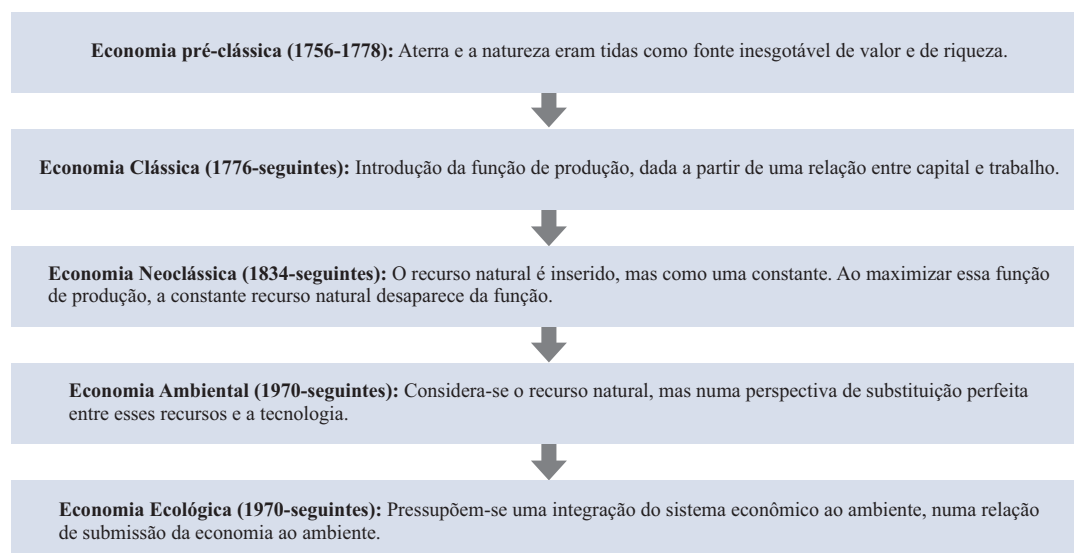 Economia pré-clássica (1756-1778): Aterra e a natureza eram tidas como fonte inesgotável de valor e de riqueza.
Economia Clássica (1776-seguintes): Introdução da função de produção, dada a partir de uma relação entre capital e trabalho.
Economia Neoclássica (1834-seguintes): O recurso natural é inserido, mas como uma constante. Ao maximizar essa função
de produção, a constante recurso natural desaparece da função.
Economia Ambiental (1970-seguintes): Considera-se o recurso natural, mas numa perspectiva de substituição perfeita
entre esses recursos e a tecnologia.
Economia Ecológica (1970-seguintes): Pressupõem-se uma integração do sistema econômico ao ambiente, numa relação
de submissão da economia ao ambiente.